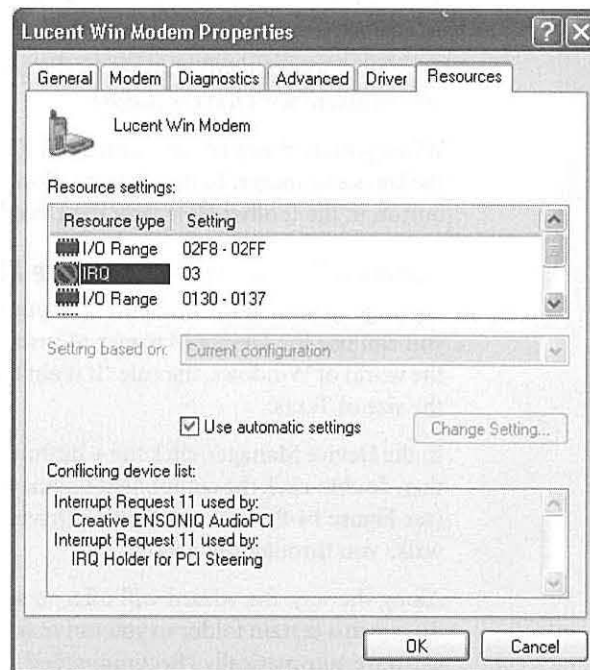 Lucent Win Modem Properties
General Modem Diagnostics Advanced Driver Resources
Lucent Win Modem
Resource settings:
Resource type Setting
I/O Range 02F8 - 02FF
IRQ 03
I/O Range 0130 - 0137
Setting based on: Current configuration
Use automatic settings Change Setting...
Conflicting device list:
Interrupt Request 11 used by:
Creative ENSONIQ AudioPCI
Interrupt Request 11 used by:
IRQ Holder for PCI Steering
OK Cancel